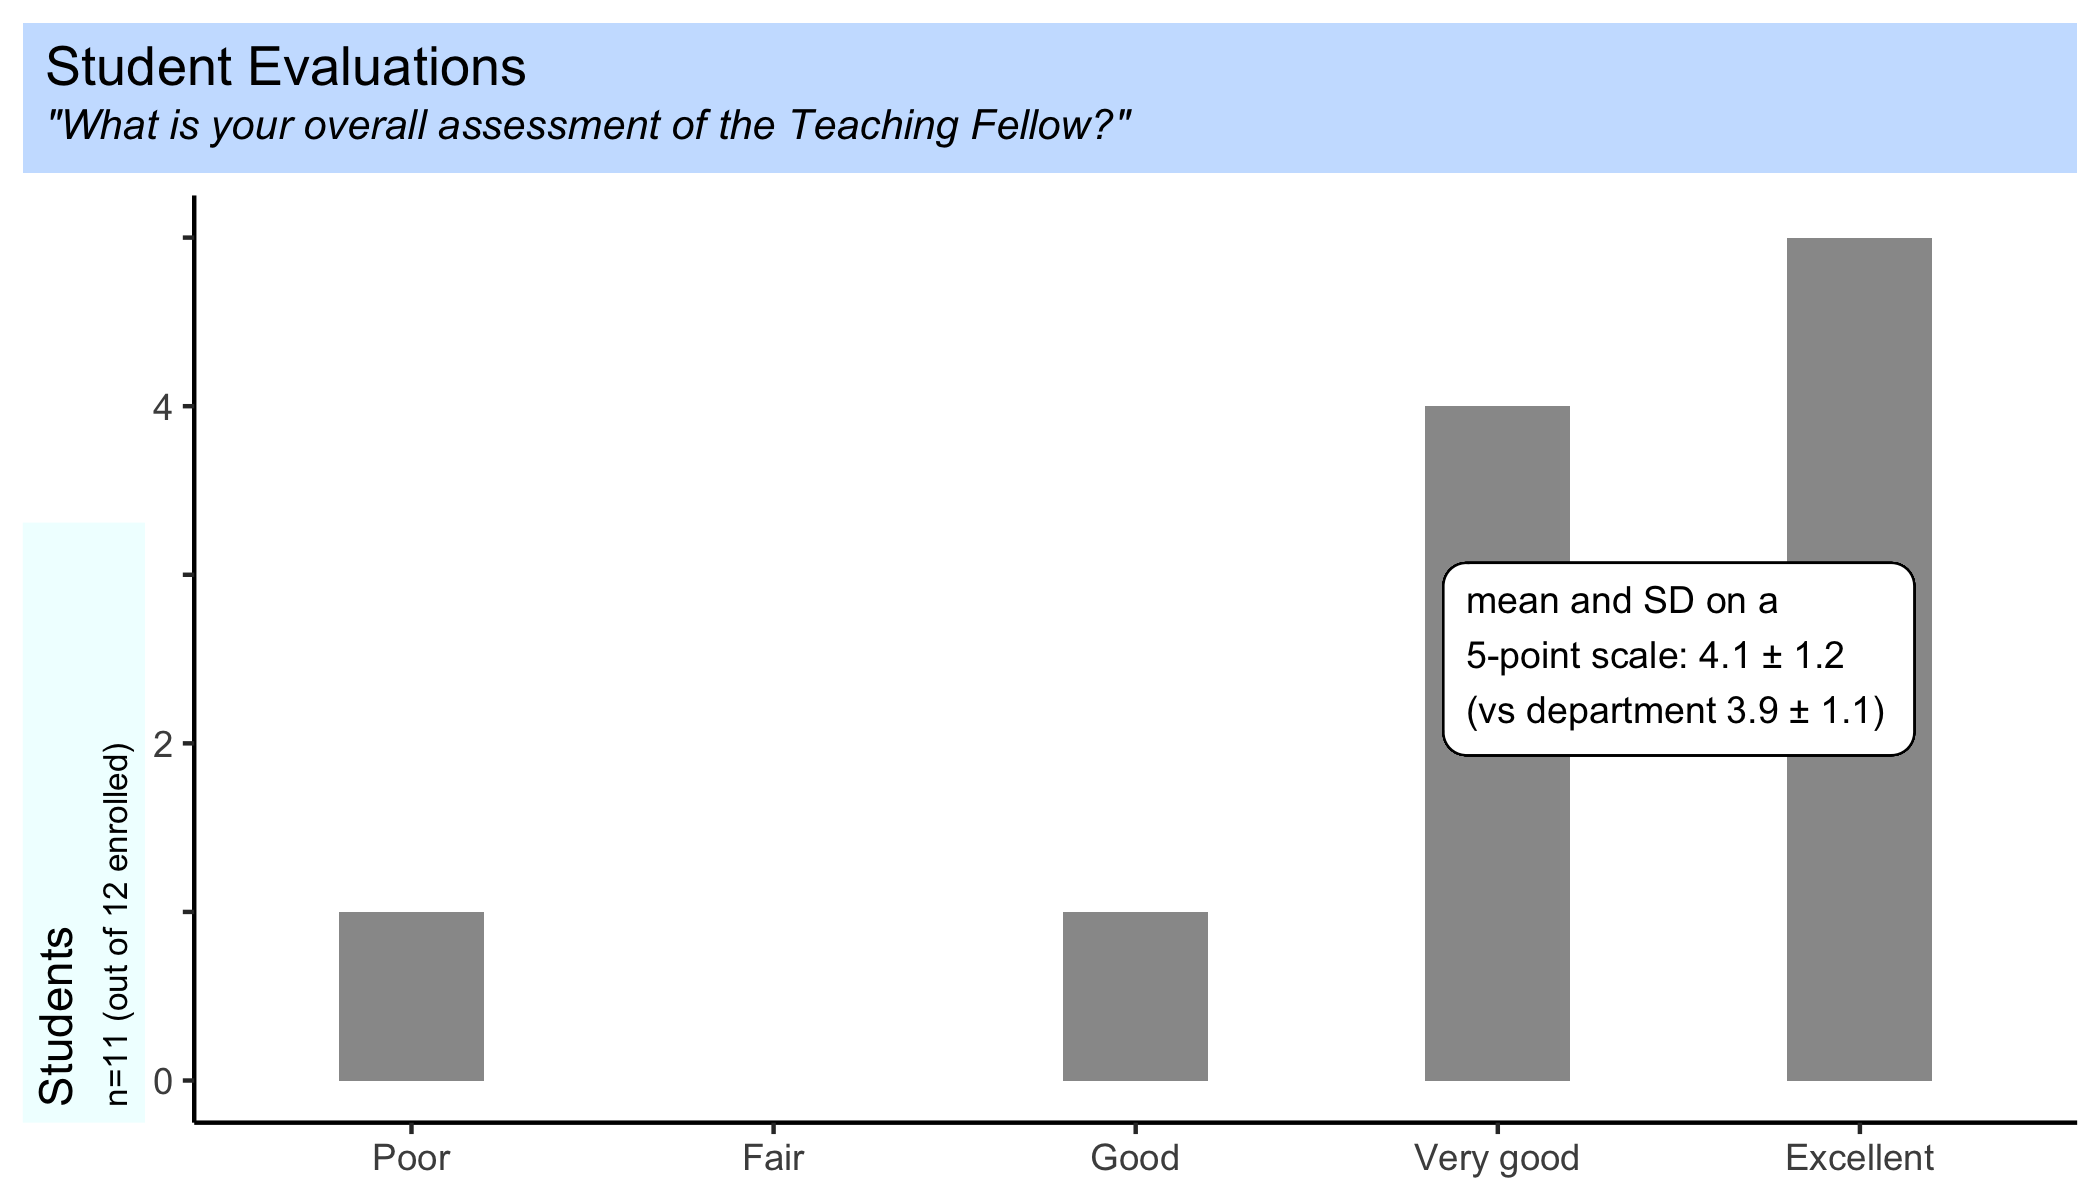 Student Evaluations
"What is your overall assessment of the Teaching Fellow?"
Students
n=11 (out of 12 enrolled)
4
2
0
mean and SD on a
5-point scale: 4.1 ± 1.2
(vs department 3.9 ± 1.1)
Poor
Fair
Good
Very good
Excellent